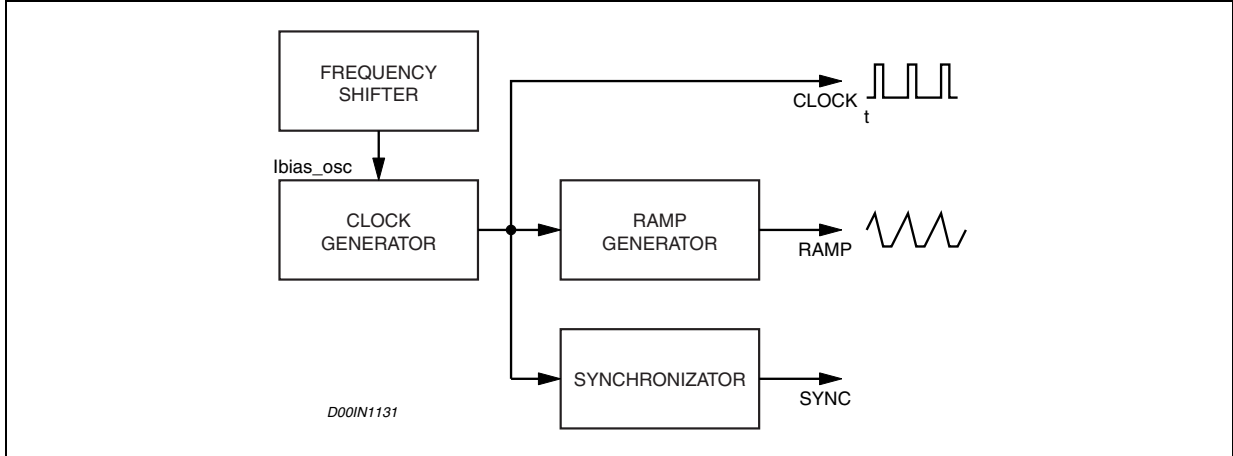 FREQUENCY
SHIFTER
CLOCK
t
Ibias_osc
CLOCK
GENERATOR
RAMP
GENERATOR
RAMP
SYNCHRONIZATOR
SYNC
D00IN1131